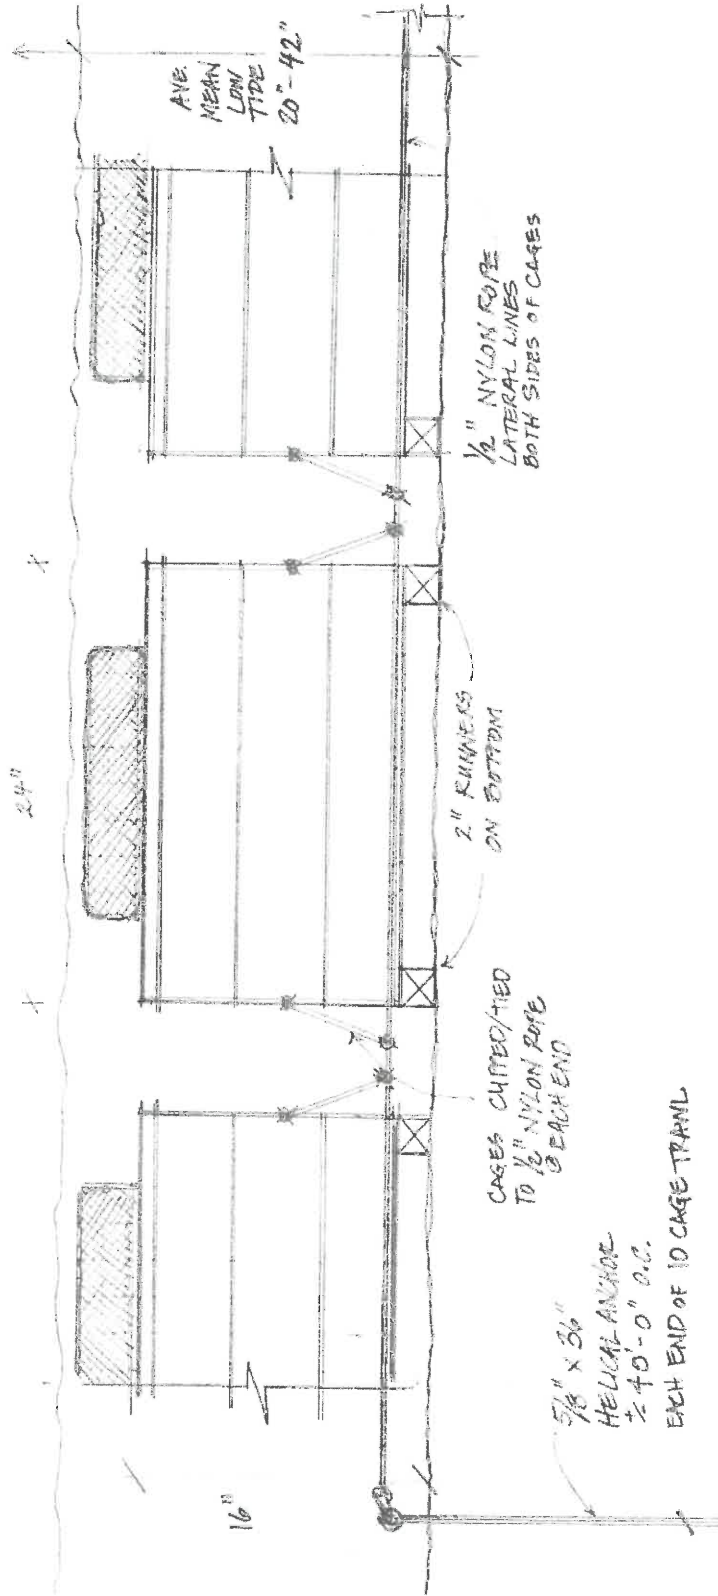 AVE.
MEAN
LOW
TIDE
20"-42"
24"
16"
1/2" NYLON ROPE
LATERAL LINES
BOTH SIDES OF CAGES
2" RUNNERS
ON BOTTOM
CAGES CLIPPED/TIED
TO 1/2" NYLON ROPE
@ EACH END
5/8" x 36"
HELICAL ANCHOR
± 40'-0" O.C.
EACH END OF 10 CAGE TRAWL